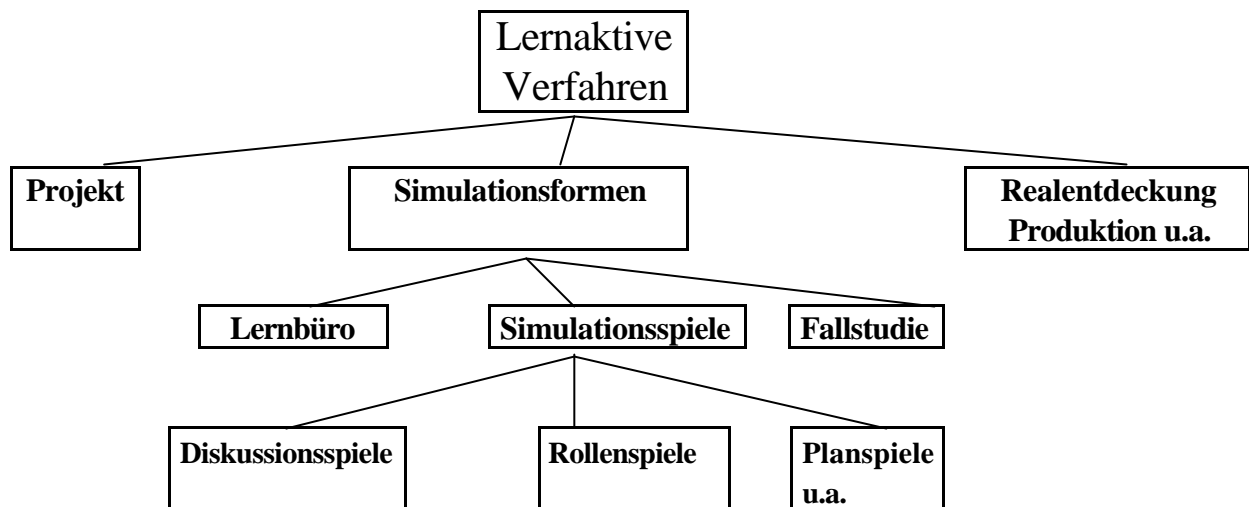 Lernaktive
Verfahren
Projekt
Simulationsformen
Realentdeckung
Produktion u.a.
Lernbüro
Simulationsspiele
Fallstudie
Diskussionsspiele
Rollenspiele
Planspiele
u.a.